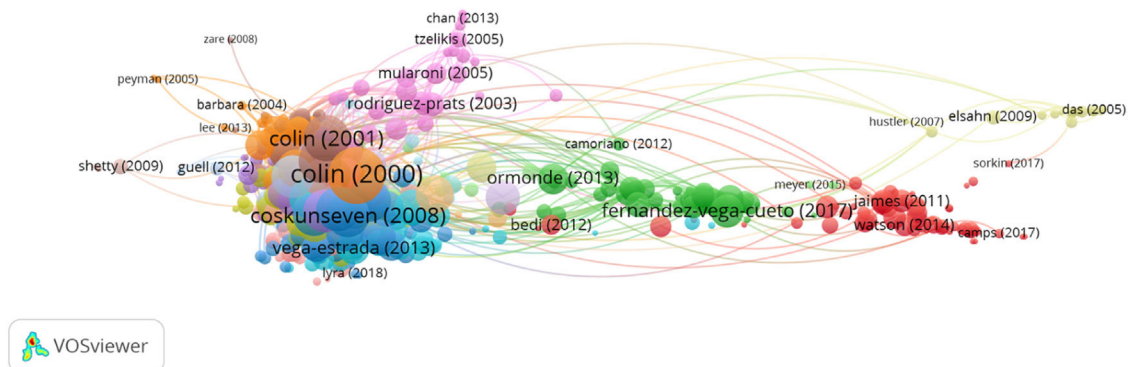 chan (2013)
zare (2008)
tzelikis (2005)
peyman (2005)
mularoni (2005)
barbara (2004)
rodriguez-prats (2003)
das (2005)
elsahn (2009)
hustler (2007)
lee (2013)
colin (2001)
camoriano (2012)
shetty (2009)
guell (2012)
sorkin (2017)
colin (2000)
ormonde (2013)
meyer (2015)
jaimes (2011)
coskunseven (2008)
fernandez-vega-cueto (2017)
bedi (2012)
watson (2014)
camps (2017)
vega-estrada (2013)
lyra (2018)
VOSviewer